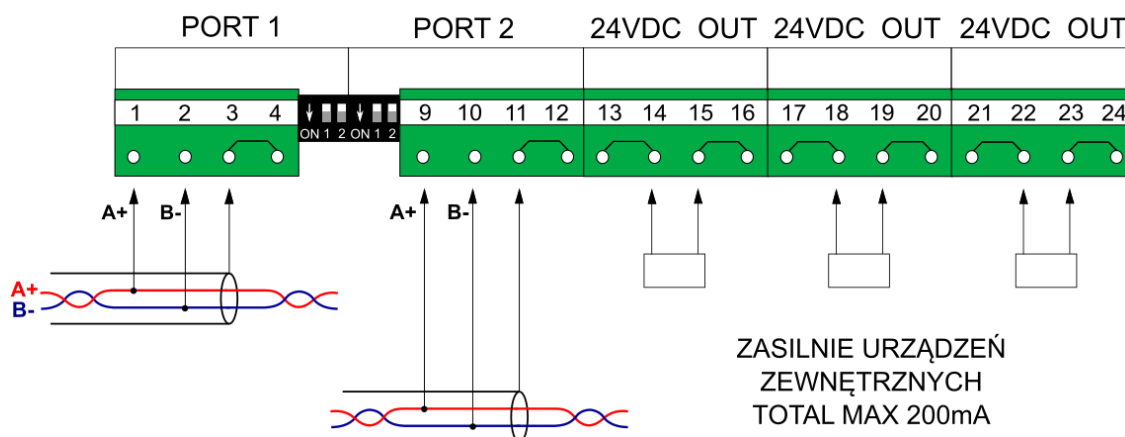 PORT 1 PORT 2 24VDC OUT 24VDC OUT 24VDC OUT
1 2 3 4 9 10 11 12 13 14 15 16 17 18 19 20 21 22 23 24
ON 1 2 ON 1 2
A+ B- A+ B-
A+
B-
ZASILNIE URZĄDZEŃ
ZEWNĘTRZNYCH
TOTAL MAX 200mA